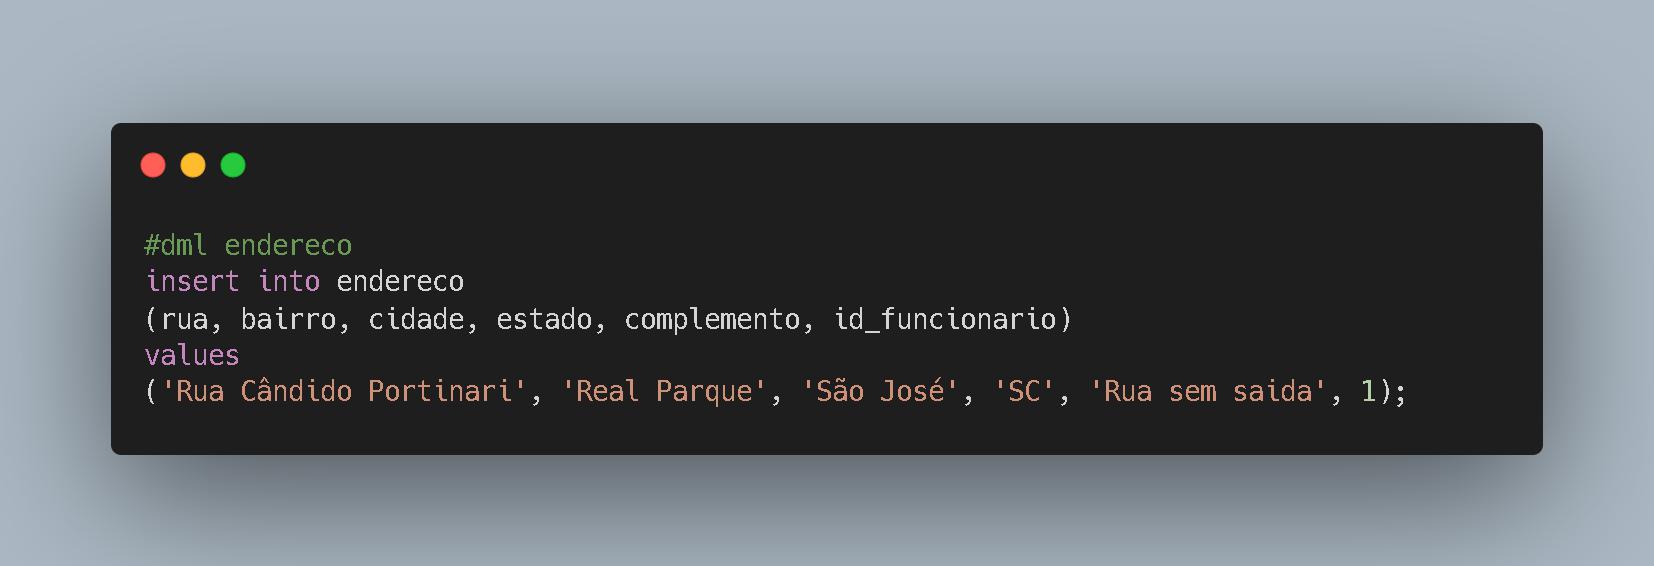 #dml endereco
insert into endereco
(rua, bairro, cidade, estado, complemento, id_funcionario)
values
('Rua Cândido Portinari', 'Real Parque', 'São José', 'SC', 'Rua sem saida', 1);